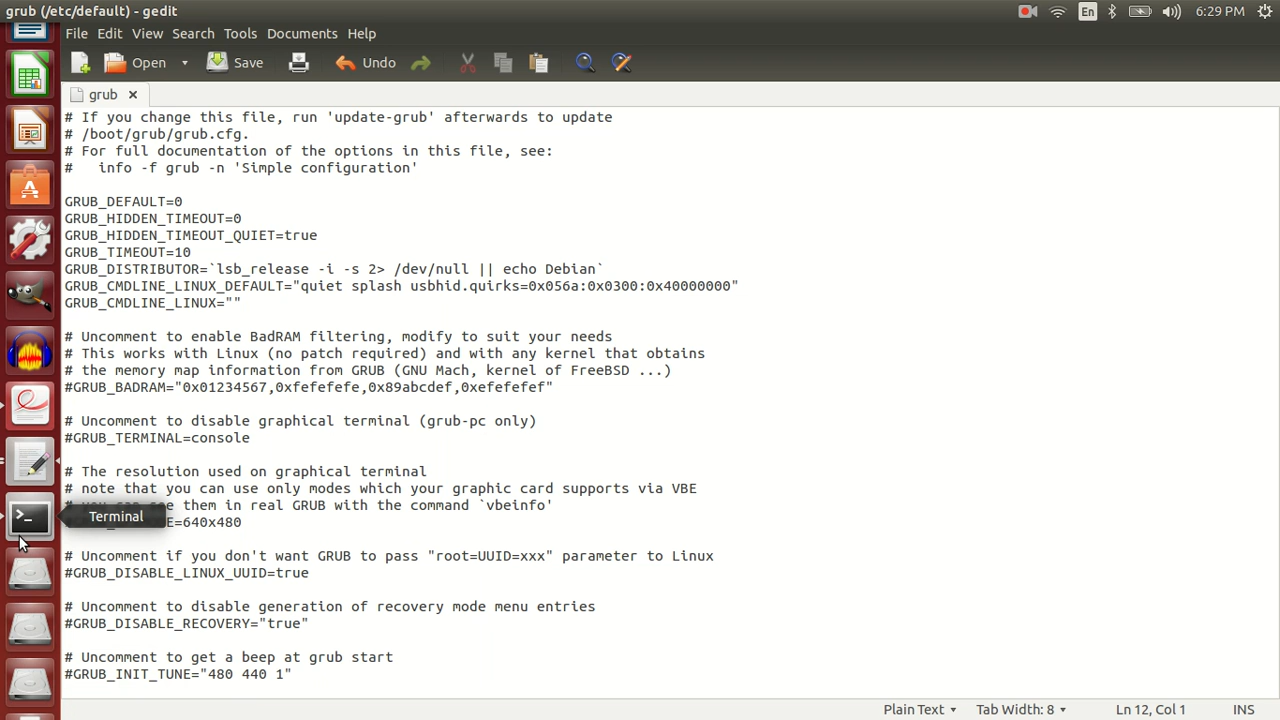 grub (/etc/default) - gedit
En
6:29 PM
File Edit View Search Tools Documents Help
Open Save Undo
grub
# If you change this file, run 'update-grub' afterwards to update
# /boot/grub/grub.cfg.
# For full documentation of the options in this file, see:
#   info -f grub -n 'Simple configuration'
GRUB_DEFAULT=0
GRUB_HIDDEN_TIMEOUT=0
GRUB_HIDDEN_TIMEOUT_QUIET=true
GRUB_TIMEOUT=10
GRUB_DISTRIBUTOR=`lsb_release -i -s 2> /dev/null || echo Debian`
GRUB_CMDLINE_LINUX_DEFAULT="quiet splash usbhid.quirks=0x056a:0x0300:0x40000000"
GRUB_CMDLINE_LINUX=""
# Uncomment to enable BadRAM filtering, modify to suit your needs
# This works with Linux (no patch required) and with any kernel that obtains
# the memory map information from GRUB (GNU Mach, kernel of FreeBSD ...)
#GRUB_BADRAM="0x01234567,0xfefefefe,0x89abcdef,0xefefefef"
# Uncomment to disable graphical terminal (grub-pc only)
#GRUB_TERMINAL=console
# The resolution used on graphical terminal
# note that you can use only modes which your graphic card supports via VBE
see them in real GRUB with the command `vbeinfo'
=640x480
Terminal
# Uncomment if you don't want GRUB to pass "root=UUID=xxx" parameter to Linux
#GRUB_DISABLE_LINUX_UUID=true
# Uncomment to disable generation of recovery mode menu entries
#GRUB_DISABLE_RECOVERY="true"
# Uncomment to get a beep at grub start
#GRUB_INIT_TUNE="480 440 1"
Plain Text Tab Width: 8 Ln 12, Col 1 INS